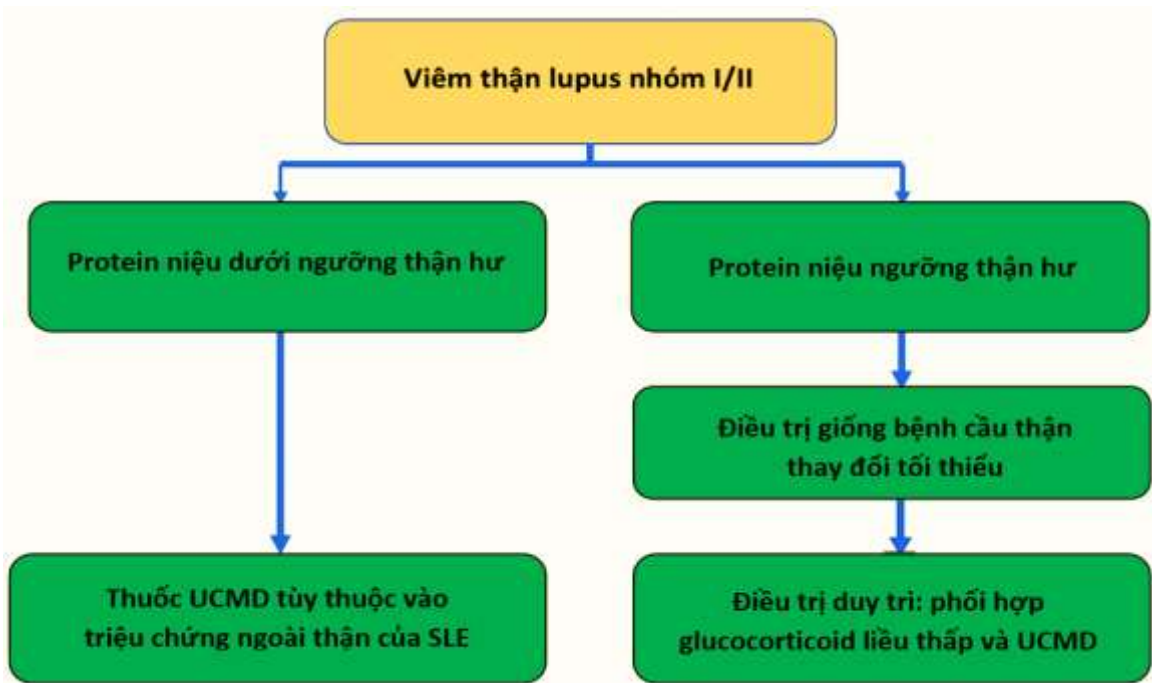 Viêm thận lupus nhóm I/II
Protein niệu dưới ngưỡng thận hư
Protein niệu ngưỡng thận hư
Điều trị giống bệnh cầu thận
thay đổi tối thiểu
Thuốc UCMD tùy thuộc vào
triệu chứng ngoài thận của SLE
Điều trị duy trì: phối hợp
glucocorticoid liều thấp và UCMD